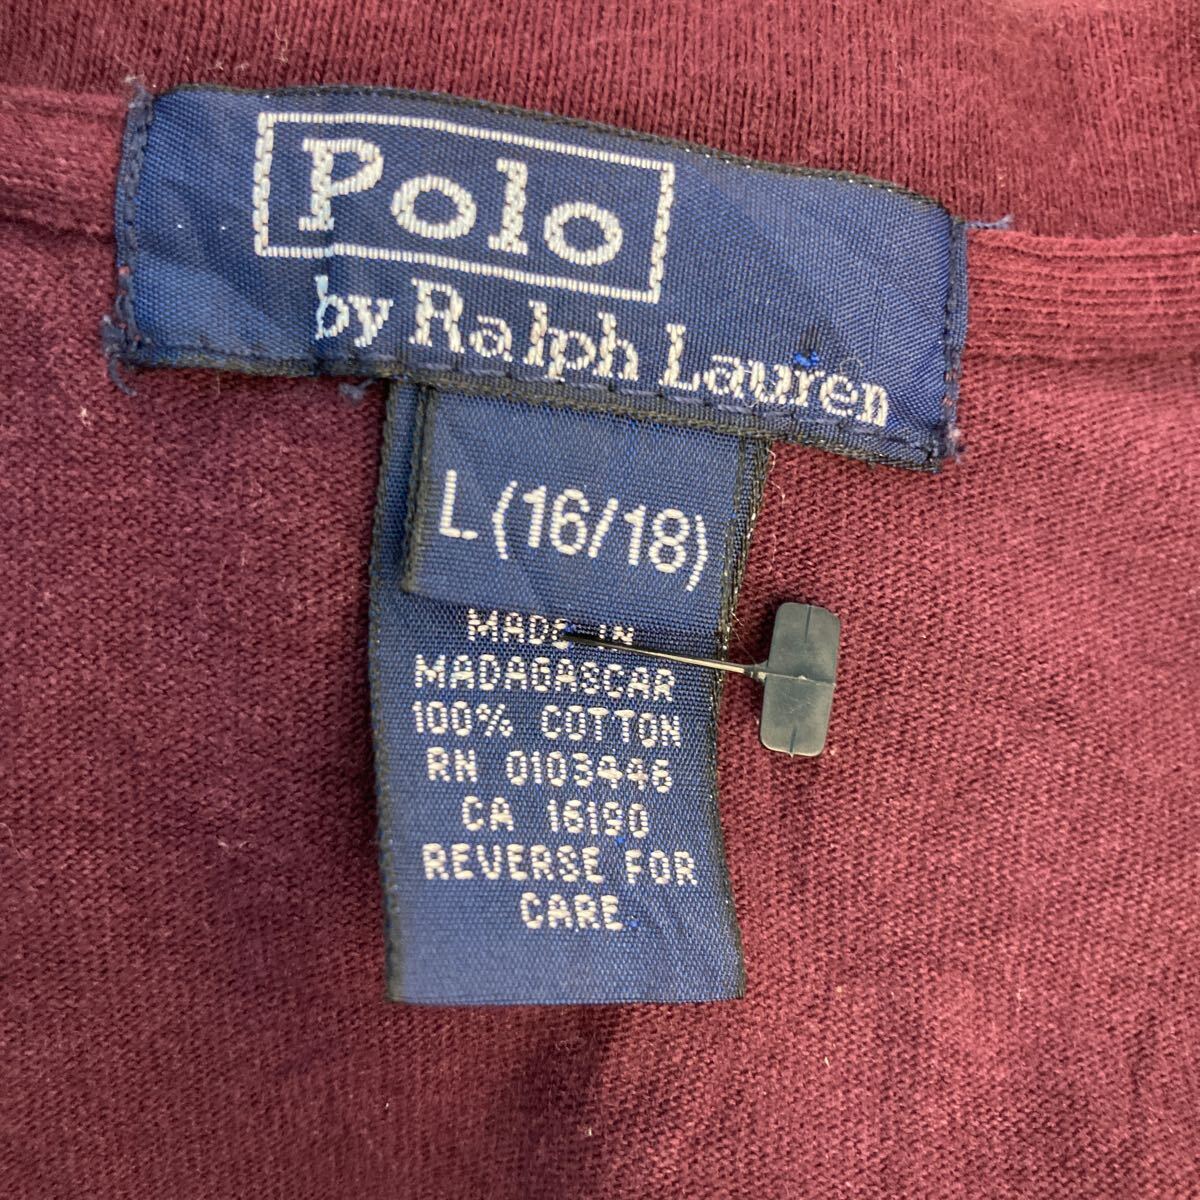 Polo
by Ralph Lauren
L (16/18)
MADE IN
MADAGASCAR
100% COTTON
RN 0103446
CA 16190
REVERSE FOR
CARE